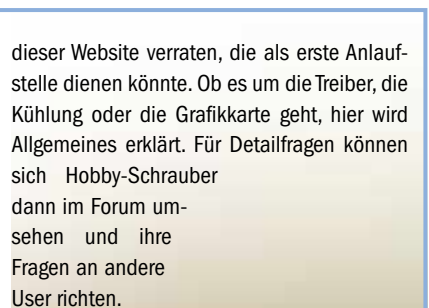 dieser Website verraten, die als erste Anlauf-
stelle dienen könnte. Ob es um die Treiber, die
Kühlung oder die Grafikkarte geht, hier wird
Allgemeines erklärt. Für Detailfragen können
sich Hobby-Schrauber
dann im Forum um-
sehen und ihre
Fragen an andere
User richten.